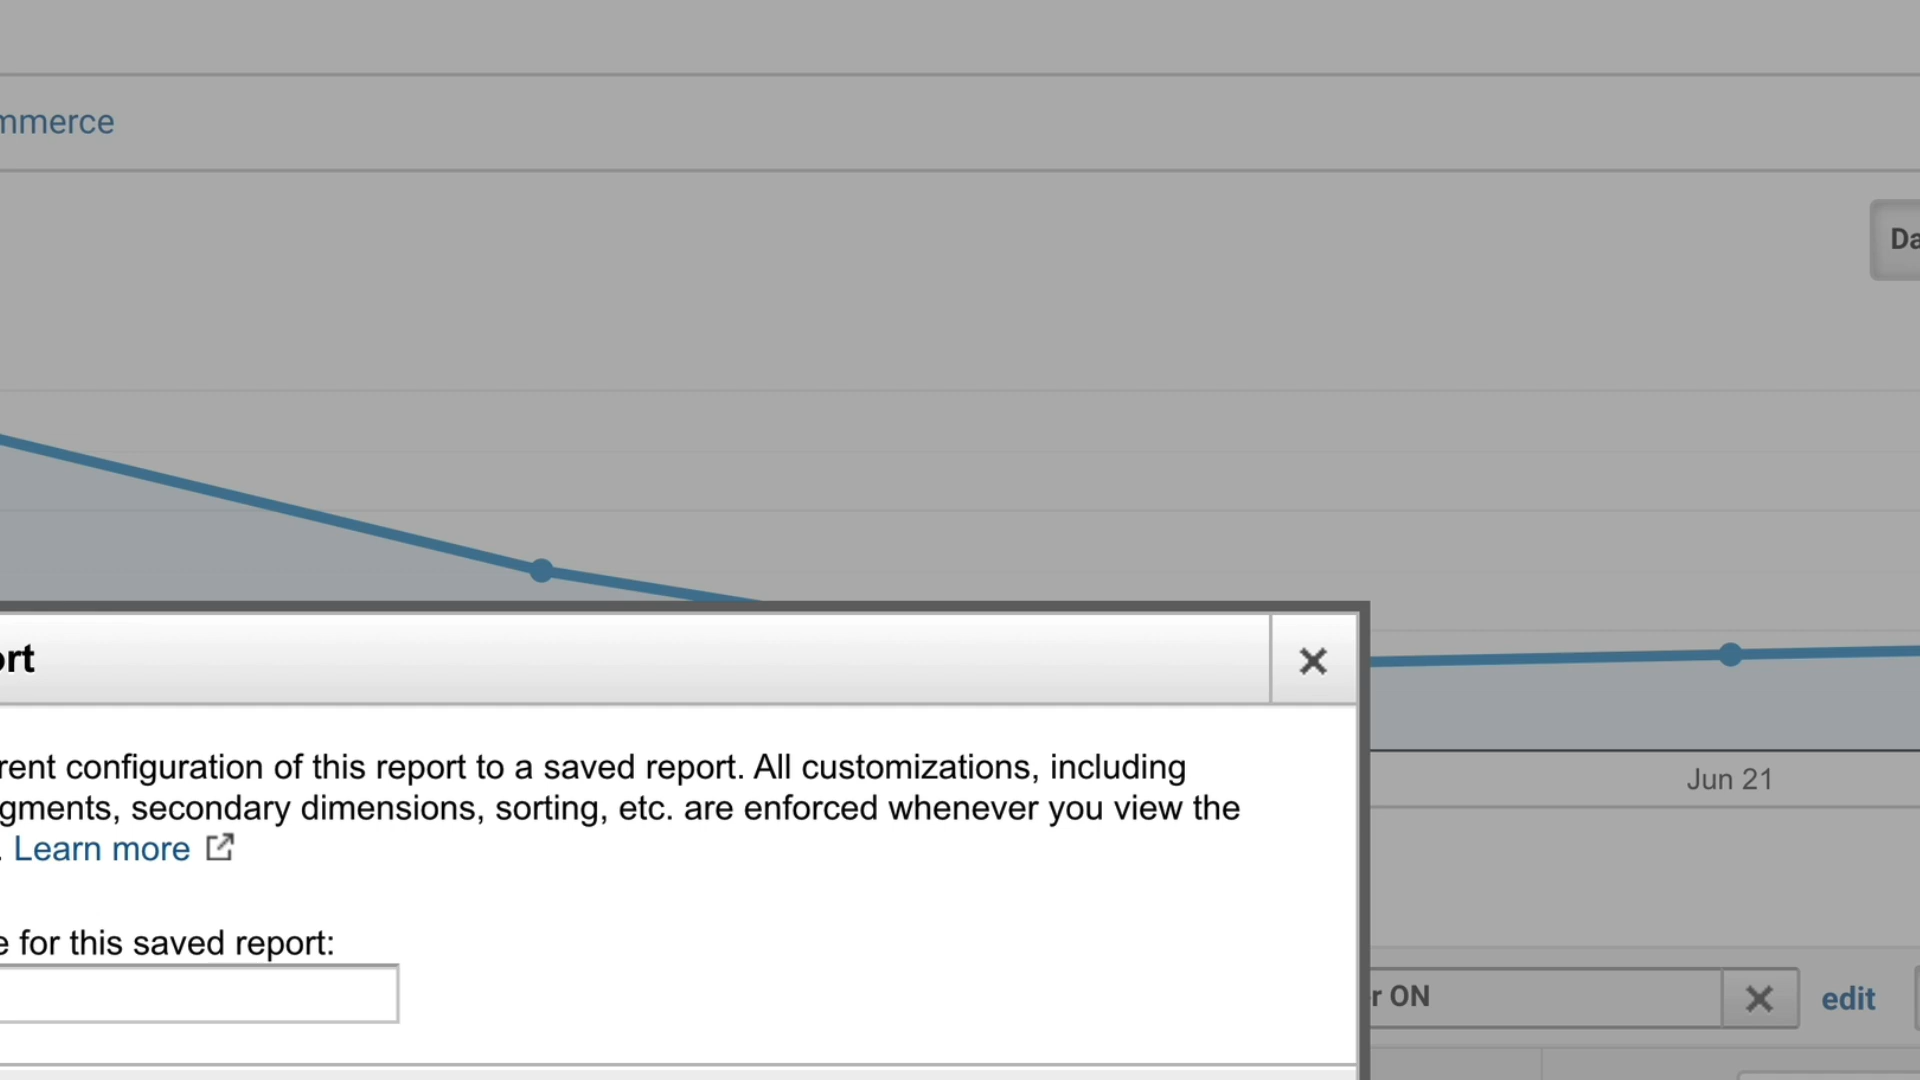 mmerce
Da
ort
rent configuration of this report to a saved report. All customizations, including
gments, secondary dimensions, sorting, etc. are enforced whenever you view the
. Learn more
Jun 21
e for this saved report:
r ON
edit